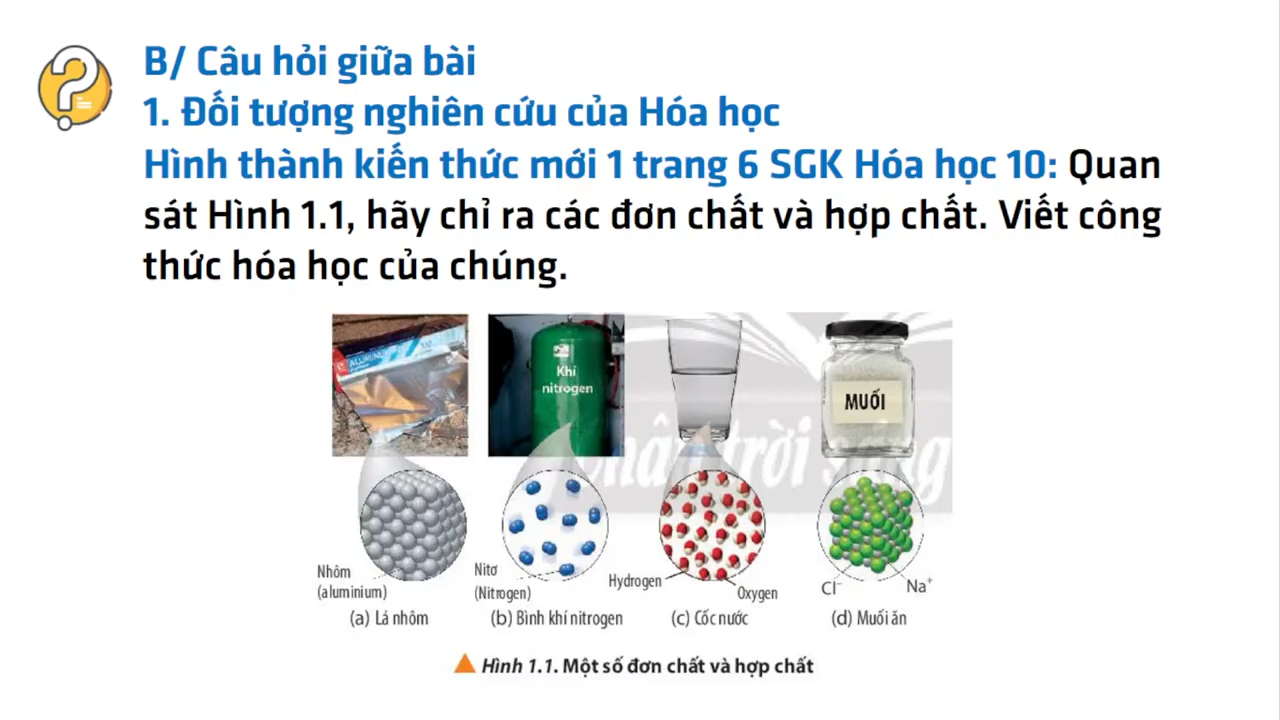 B/ Câu hỏi giữa bài
1. Đối tượng nghiên cứu của Hóa học
Hình thành kiến thức mới 1 trang 6 SGK Hóa học 10: Quan
sát Hình 1.1, hãy chỉ ra các đơn chất và hợp chất. Viết công
thức hóa học của chúng.
Khí
nitrogen
MUỐI
Nhôm
(aluminium)
Nitơ
(Nitrogen)
Hydrogen
Oxygen
Cl⁻
Na⁺
(a) Lá nhôm
(b) Bình khí nitrogen
(c) Cốc nước
(d) Muối ăn
Hình 1.1. Một số đơn chất và hợp chất